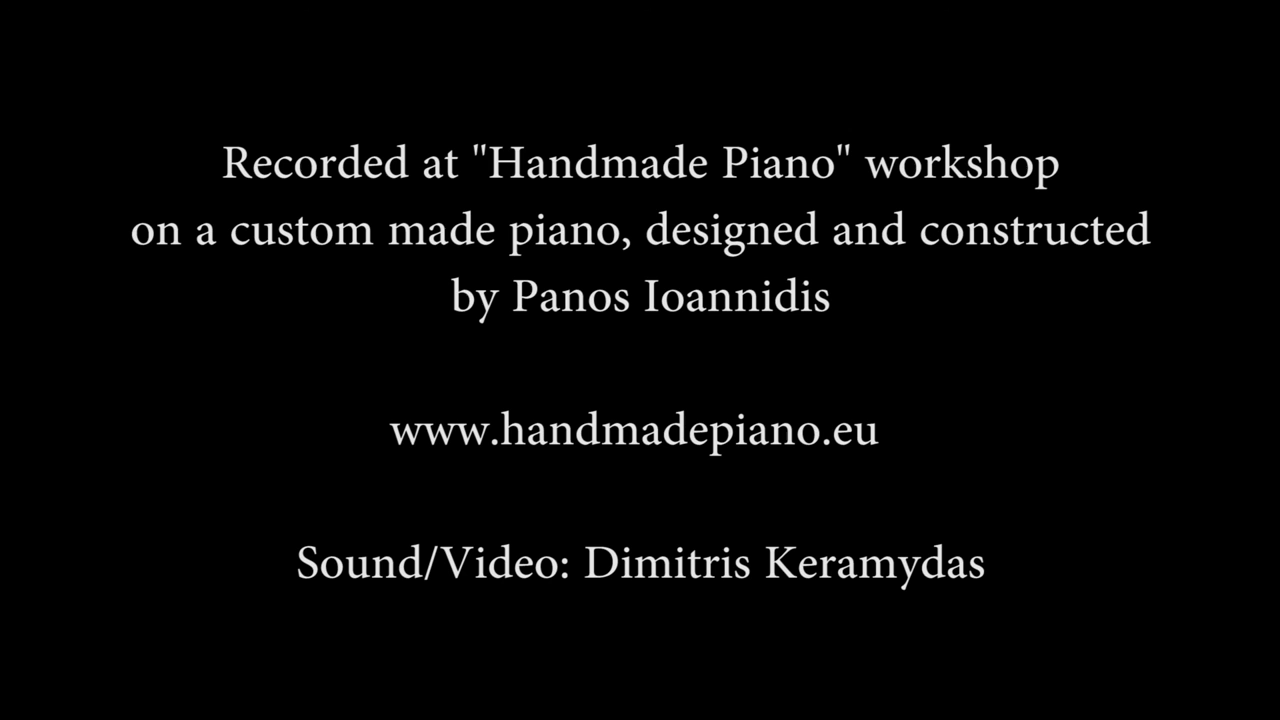 Recorded at "Handmade Piano" workshop
on a custom made piano, designed and constructed
by Panos Ioannidis
www.handmadepiano.eu
Sound/Video: Dimitris Keramydas